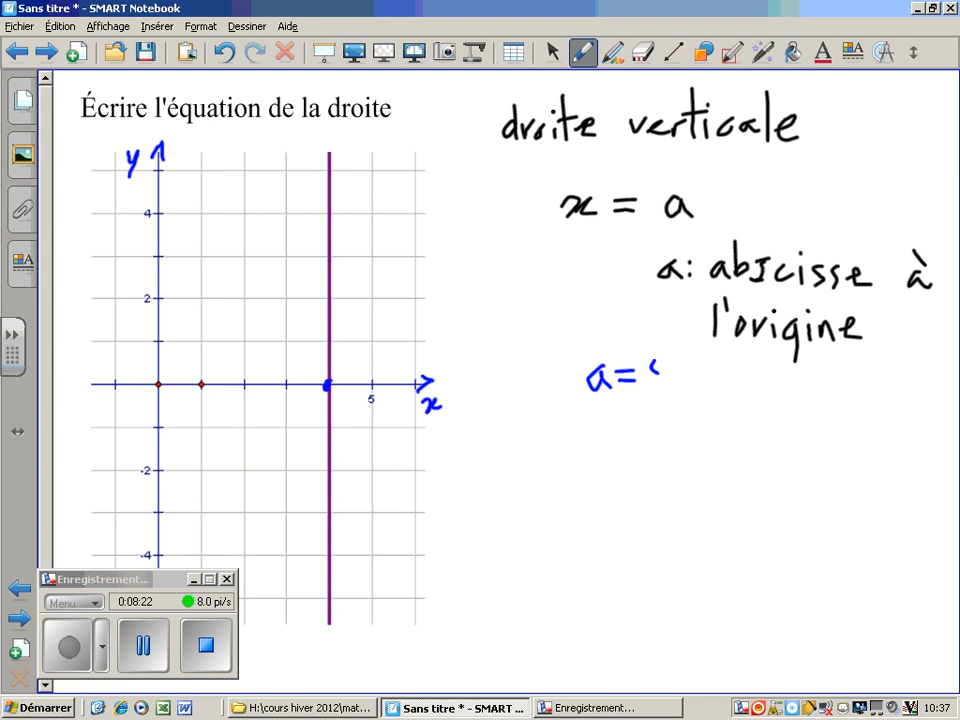 Sans titre * - SMART Notebook
Fichier Édition Affichage Insérer Format Dessiner Aide
Écrire l'équation de la droite
droite verticale
y
x = a
4
a: abscisse à
l'origine
2
a =
5
x
-2
-4
Enregistrement...
Menu 0:08:22 8.0 pi/s
Démarrer H:\cours hiver 2012\mat... Sans titre * - SMART ... Enregistrement... 10:37